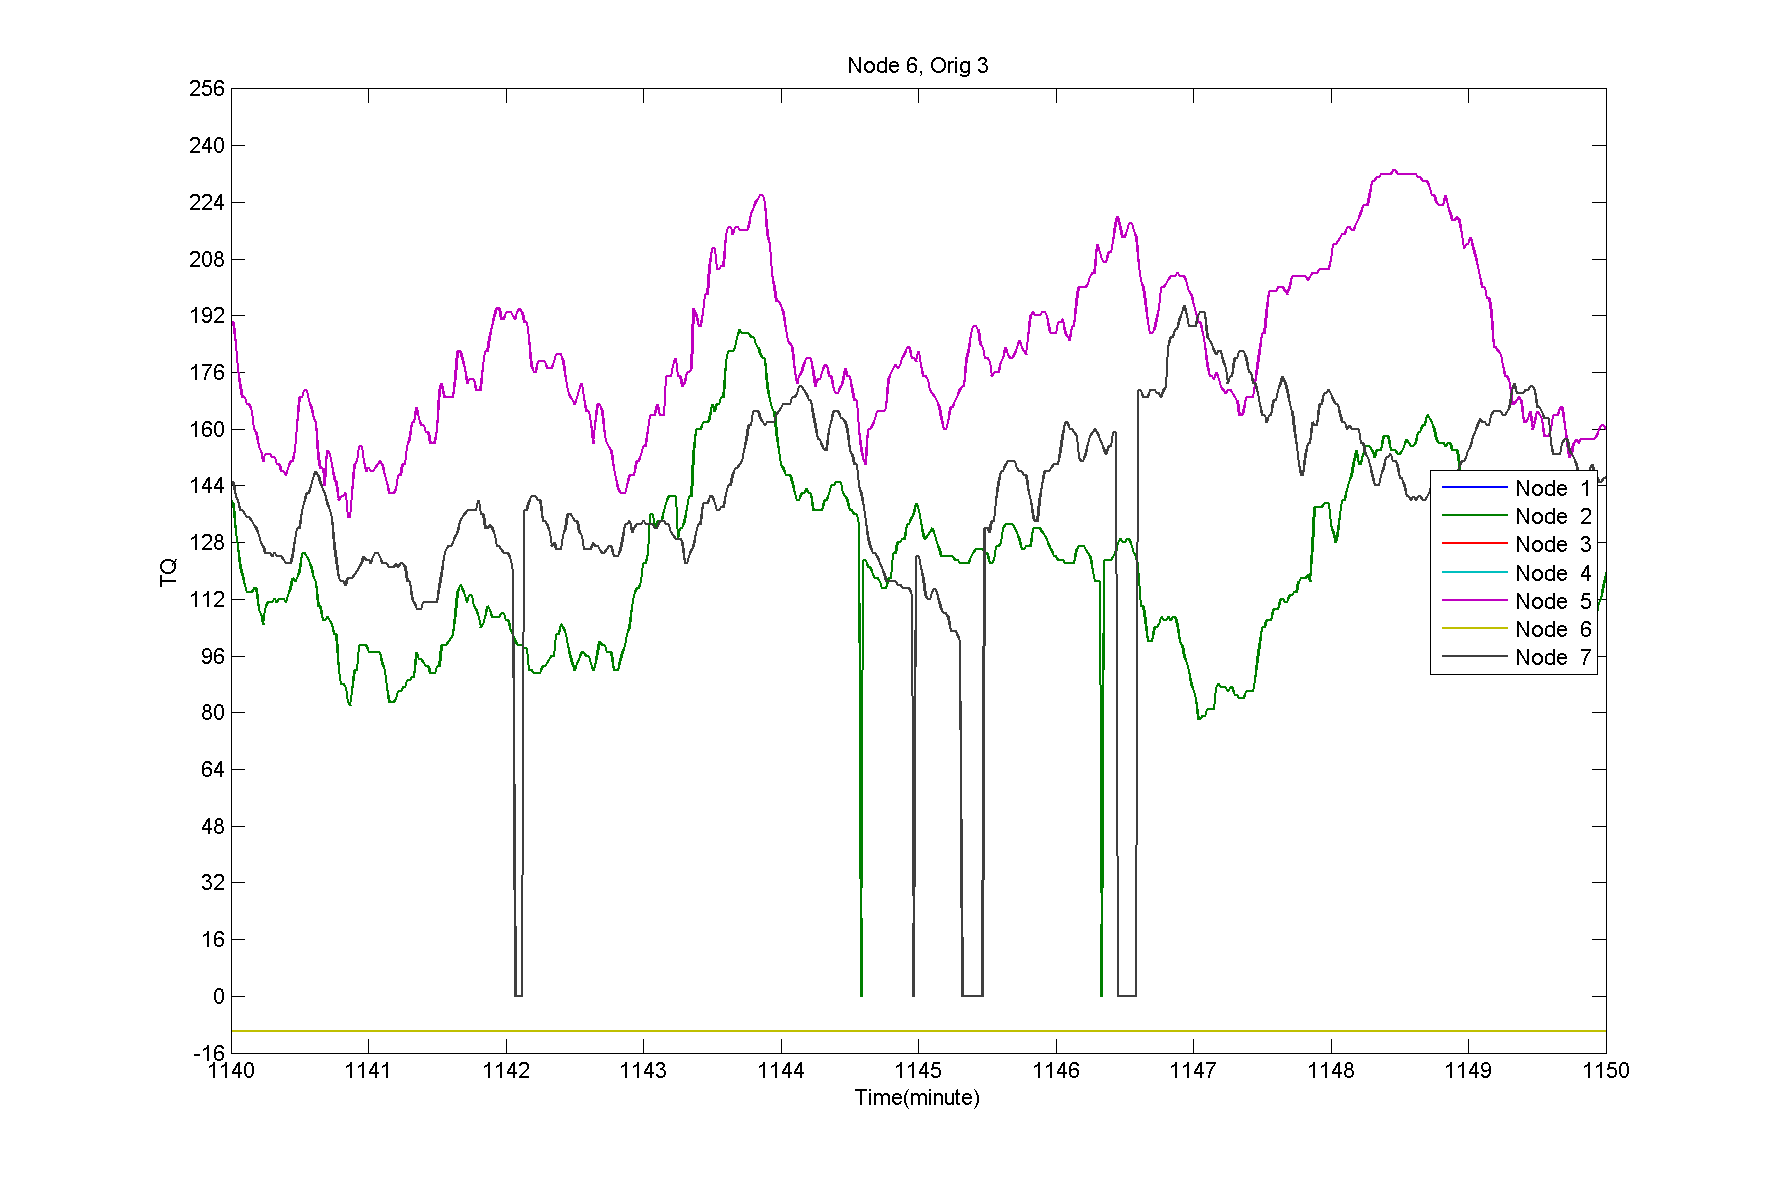 Node 6, Orig 3
256
240
224
208
192
176
160
144
128
112
96
80
64
48
32
16
0
-16
TQ
Node 1
Node 2
Node 3
Node 4
Node 5
Node 6
Node 7
1140 1141 1142 1143 1144 1145 1146 1147 1148 1149 1150
Time(minute)